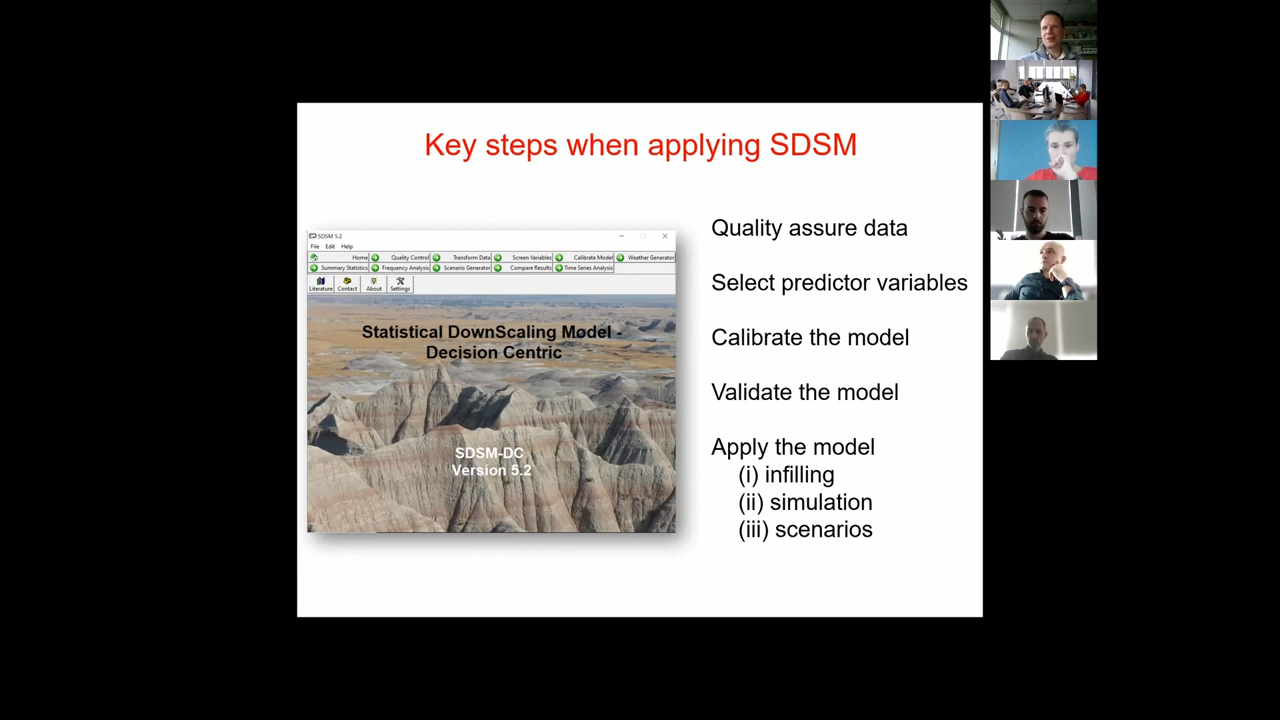 Key steps when applying SDSM
SDSM 5.2
File Edit Help
Home Quality Control Transform Data Screen Variables Calibrate Model Weather Generator
Summary Statistics Frequency Analysis Scenario Generator Compare Results Time Series Analysis
Literature Contact About Settings
Statistical DownScaling Model -
Decision Centric
SDSM-DC
Version 5.2
Quality assure data
Select predictor variables
Calibrate the model
Validate the model
Apply the model
(i) infilling
(ii) simulation
(iii) scenarios